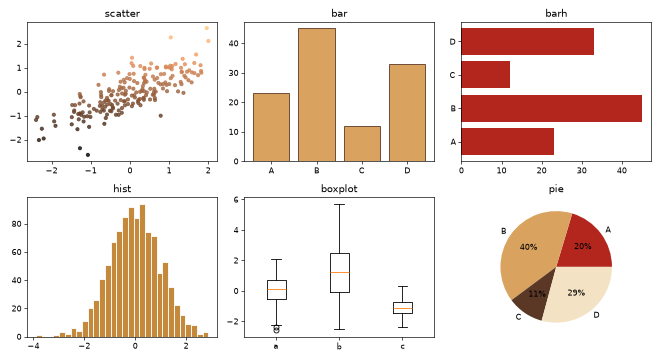 scatter
2
1
0
−1
−2
−2 −1 0 1 2
bar
40
30
20
10
0
A B C D
barh
D
C
B
A
0 10 20 30 40
hist
80
60
40
20
0
−4 −2 0 2
boxplot
6
4
2
0
−2
a b c
pie
A
B
C
D
20%
40%
11%
29%